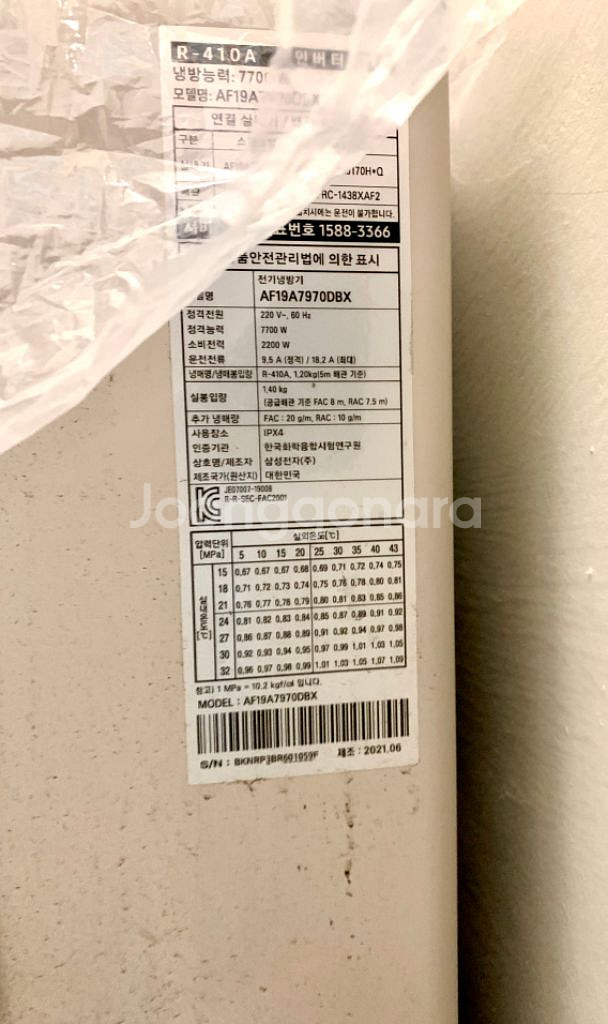 R-410A 인버터
냉방능력: 770
모델명: AF19A7
연결 실
구분
0170H•Q
RC-1438XAF2
시에는 운전이 불가합니다.
번호 1588-3366
품안전관리법에 의한 표시
전기냉방기
명 AF19A7970DBX
정격전원 220 V~, 60 Hz
정격능력 7700 W
소비전력 2200 W
운전전류 9.5 A (정격) / 18.2 A (최대)
냉매명/냉매봉입량 R-410A, 1.20kg(5m 배관 기준)
실봉입량 1.40 kg
(공급배관 기준 FAC 8 m, RAC 7.5 m)
추가 냉매량 FAC : 20 g/m, RAC : 10 g/m
사용장소 IPX4
인증기관 한국화학융합시험연구원
상호명/제조자 삼성전자(주)
제조국가(원산지) 대한민국
JE07007-19008
R-R-SEC-FAC2001
Joonggonara
압력단위 [MPa] 실외온도[℃]
5 10 15 20 25 30 35 40 43
실내온도[℃]
15 0.67 0.67 0.67 0.68 0.69 0.71 0.72 0.74 0.75
18 0.71 0.72 0.73 0.74 0.75 0.76 0.78 0.80 0.81
21 0.76 0.77 0.78 0.79 0.80 0.81 0.83 0.85 0.86
24 0.81 0.82 0.83 0.84 0.85 0.87 0.89 0.91 0.92
27 0.86 0.87 0.88 0.89 0.91 0.92 0.94 0.97 0.98
30 0.92 0.93 0.94 0.95 0.97 0.99 1.01 1.03 1.05
32 0.96 0.97 0.98 0.99 1.01 1.03 1.05 1.07 1.09
참고) 1 MPa = 10.2 kgf/㎠ 입니다.
MODEL : AF19A7970DBX
S/N : BKNRP3BR601059F 제조 : 2021.06